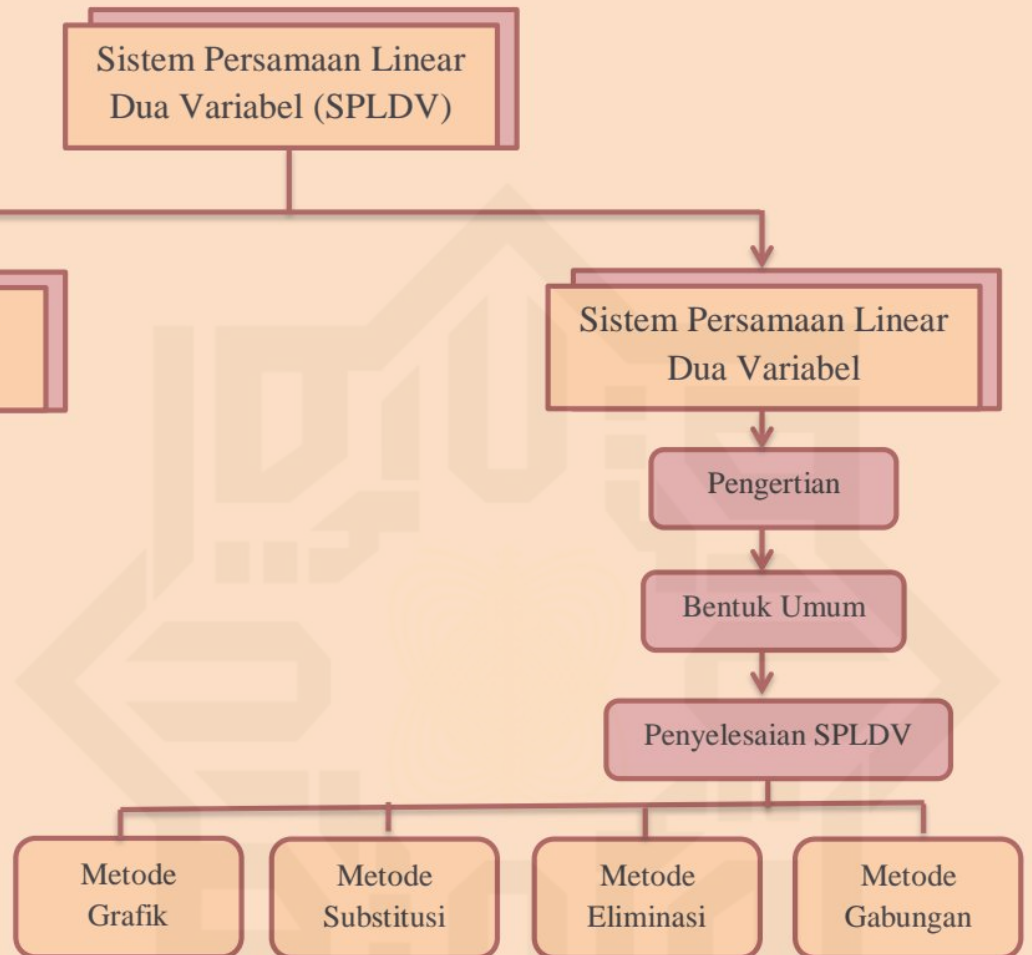 Sistem Persamaan Linear
Dua Variabel (SPLDV)
Sistem Persamaan Linear
Dua Variabel
Pengertian
Bentuk Umum
Penyelesaian SPLDV
Metode
Grafik
Metode
Substitusi
Metode
Eliminasi
Metode
Gabungan